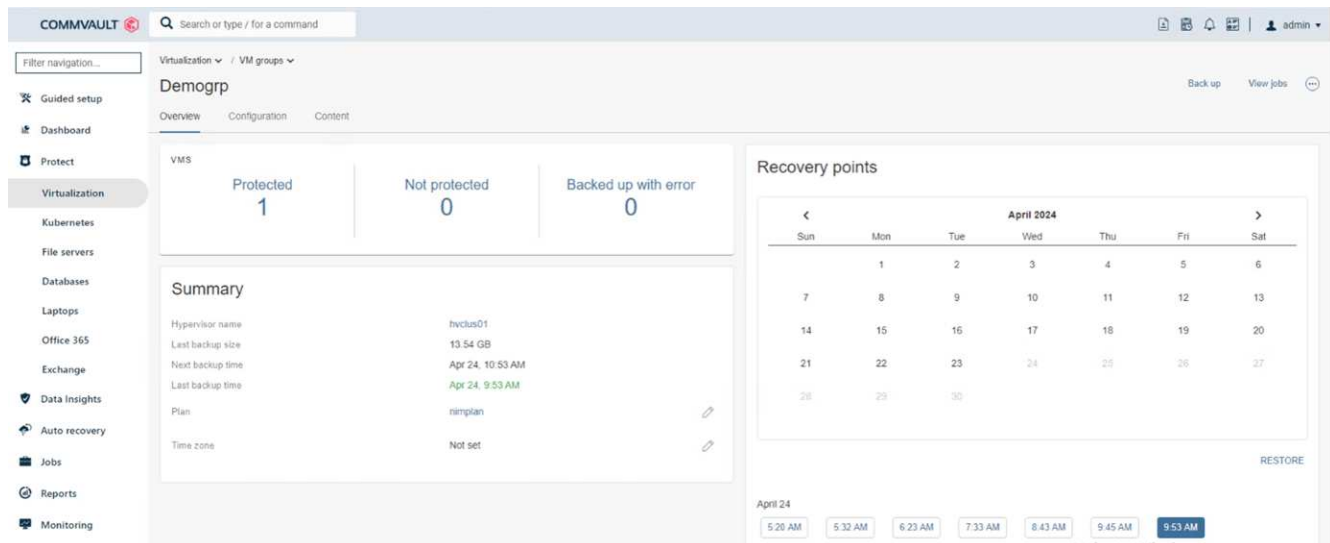 COMMVAULT
Search or type / for a command
admin
Filter navigation...
Guided setup
Dashboard
Protect
Virtualization
Kubernetes
File servers
Databases
Laptops
Office 365
Exchange
Data Insights
Auto recovery
Jobs
Reports
Monitoring
Virtualization / VM groups
Demogrp
Back up View jobs
Overview Configuration Content
VMS
Protected Not protected Backed up with error
1 0 0
Summary
Hypervisor name hvclus01
Last backup size 13.54 GB
Next backup time Apr 24, 10:53 AM
Last backup time Apr 24, 9:53 AM
Plan nimplan
Time zone Not set
Recovery points
< April 2024 >
Sun Mon Tue Wed Thu Fri Sat
1 2 3 4 5 6
7 8 9 10 11 12 13
14 15 16 17 18 19 20
21 22 23 24 25 26 27
28 29 30
RESTORE
April 24
5:20 AM 5:32 AM 6:23 AM 7:33 AM 8:43 AM 9:45 AM 9:53 AM